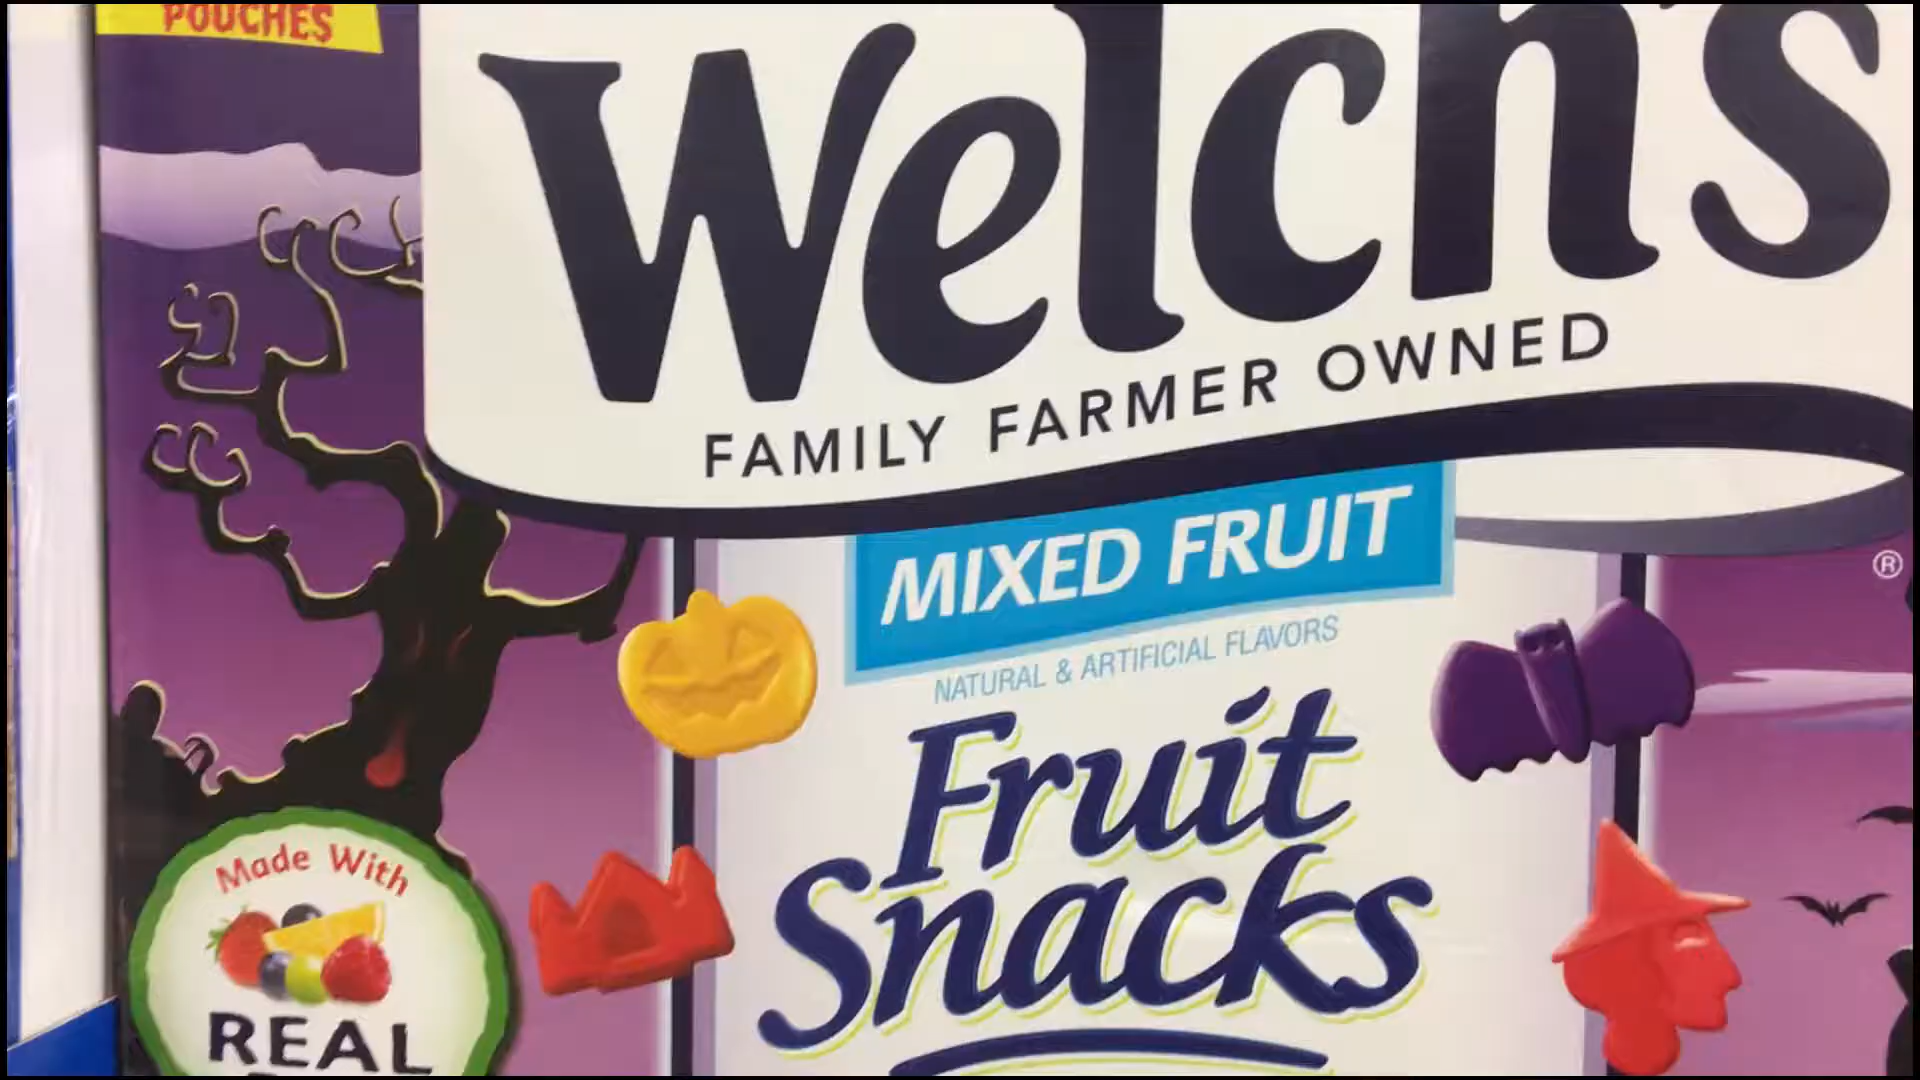 POUCHES
Welch's
FAMILY FARMER OWNED
®
MIXED FRUIT
NATURAL & ARTIFICIAL FLAVORS
Fruit
Snacks
Made With
REAL